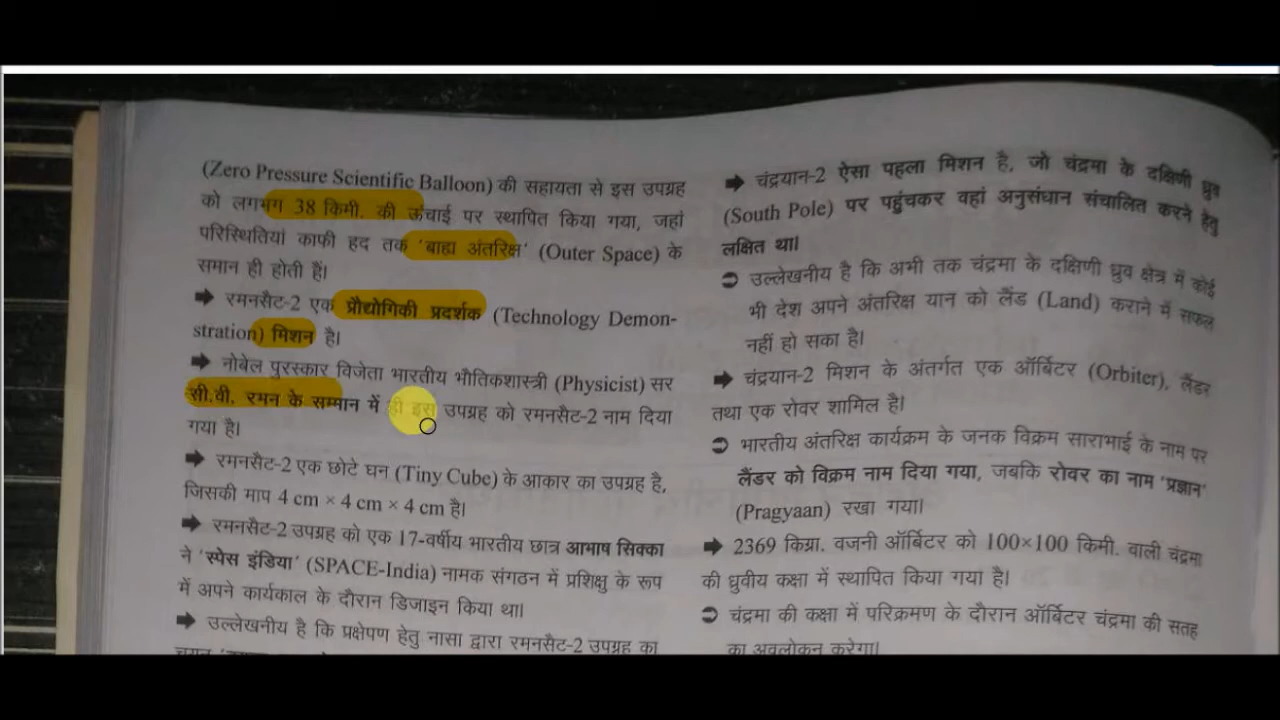 (Zero Pressure Scientific Balloon) की सहायता से इस उपग्रह
को लगभग 38 किमी. की ऊंचाई पर स्थापित किया गया, जहां
परिस्थितियां काफी हद तक 'बाह्य अंतरिक्ष' (Outer Space) के
समान ही होती हैं।
➡ रमनसैट-2 एक प्रौद्योगिकी प्रदर्शक (Technology Demon-
stration) मिशन है।
➡ नोबेल पुरस्कार विजेता भारतीय भौतिकशास्त्री (Physicist) सर
सी.वी. रमन के सम्मान में ही इस उपग्रह को रमनसैट-2 नाम दिया
गया है।
➡ रमनसैट-2 एक छोटे घन (Tiny Cube) के आकार का उपग्रह है,
जिसकी माप 4 cm × 4 cm × 4 cm है।
➡ रमनसैट-2 उपग्रह को एक 17-वर्षीय भारतीय छात्र आभाष सिक्का
ने 'स्पेस इंडिया' (SPACE-India) नामक संगठन में प्रशिक्षु के रूप
में अपने कार्यकाल के दौरान डिजाइन किया था।
➡ उल्लेखनीय है कि प्रक्षेपण हेतु नासा द्वारा रमनसैट-2 उपग्रह का
➡ चंद्रयान-2 ऐसा पहला मिशन है, जो चंद्रमा के दक्षिणी ध्रुव
(South Pole) पर पहुंचकर वहां अनुसंधान संचालित करने हेतु
लक्षित था।
⊃ उल्लेखनीय है कि अभी तक चंद्रमा के दक्षिणी ध्रुव क्षेत्र में कोई
भी देश अपने अंतरिक्ष यान को लैंड (Land) कराने में सफल
नहीं हो सका है।
➡ चंद्रयान-2 मिशन के अंतर्गत एक ऑर्बिटर (Orbiter), लैंडर
तथा एक रोवर शामिल है।
⊃ भारतीय अंतरिक्ष कार्यक्रम के जनक विक्रम साराभाई के नाम पर
लैंडर को विक्रम नाम दिया गया, जबकि रोवर का नाम 'प्रज्ञान'
(Pragyaan) रखा गया।
➡ 2369 किग्रा. वजनी ऑर्बिटर को 100×100 किमी. वाली चंद्रमा
की ध्रुवीय कक्षा में स्थापित किया गया है।
⊃ चंद्रमा की कक्षा में परिक्रमण के दौरान ऑर्बिटर चंद्रमा की सतह
का अवलोकन करेगा।